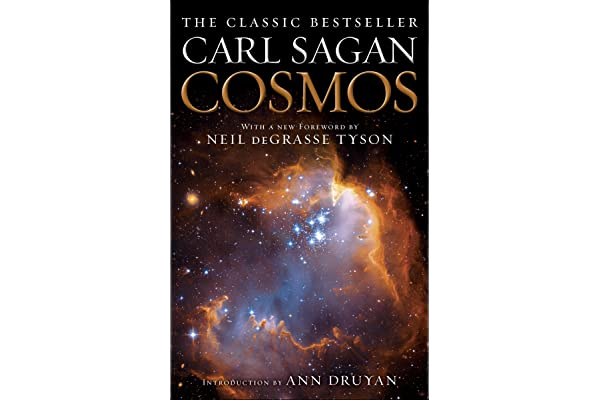 THE CLASSIC BESTSELLER
CARL SAGAN
COSMOS
WITH A NEW FOREWORD BY
NEIL deGRASSE TYSON
INTRODUCTION BY ANN DRUYAN